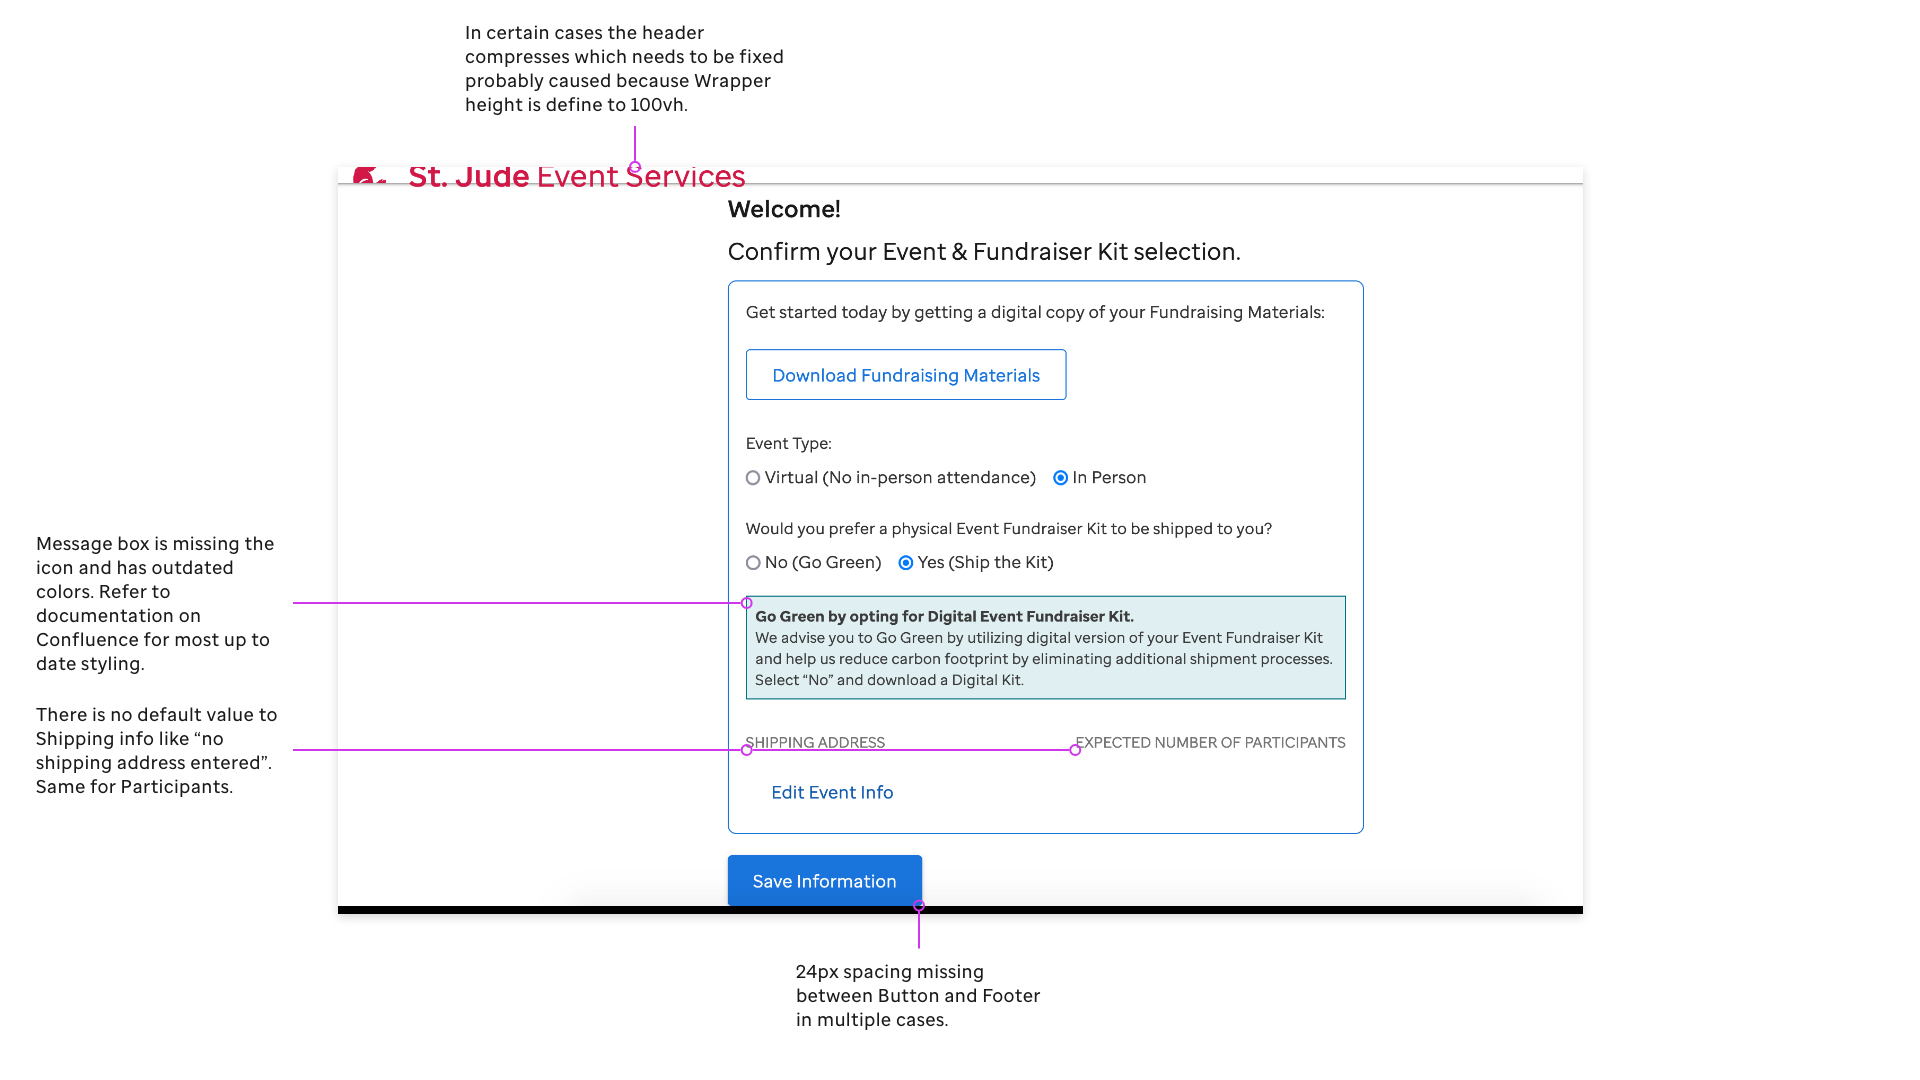 In certain cases the header
compresses which needs to be fixed
probably caused because Wrapper
height is define to 100vh.
St. Jude Event Services
Welcome!
Confirm your Event & Fundraiser Kit selection.
Get started today by getting a digital copy of your Fundraising Materials:
Download Fundraising Materials
Event Type:
Virtual (No in-person attendance) In Person
Would you prefer a physical Event Fundraiser Kit to be shipped to you?
No (Go Green) Yes (Ship the Kit)
Message box is missing the
icon and has outdated
colors. Refer to
documentation on
Confluence for most up to
date styling.
Go Green by opting for Digital Event Fundraiser Kit.
We advise you to Go Green by utilizing digital version of your Event Fundraiser Kit
and help us reduce carbon footprint by eliminating additional shipment processes.
Select “No” and download a Digital Kit.
There is no default value to
Shipping info like “no
shipping address entered”.
Same for Participants.
SHIPPING ADDRESS EXPECTED NUMBER OF PARTICIPANTS
Edit Event Info
Save Information
24px spacing missing
between Button and Footer
in multiple cases.